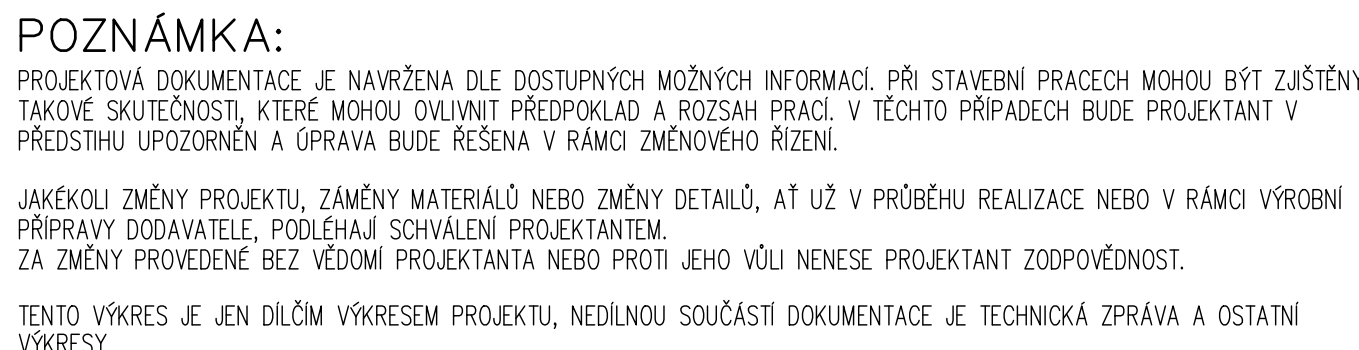 POZNÁMKA:
PROJEKTOVÁ DOKUMENTACE JE NAVRŽENA DLE DOSTUPNÝCH MOŽNÝCH INFORMACÍ. PŘI STAVEBNÍ PRACECH MOHOU BÝT ZJIŠTĚNY
TAKOVÉ SKUTEČNOSTI, KTERÉ MOHOU OVLIVNIT PŘEDPOKLAD A ROZSAH PRACÍ. V TĚCHTO PŘÍPADECH BUDE PROJEKTANT V
PŘEDSTIHU UPOZORNĚN A ÚPRAVA BUDE ŘEŠENA V RÁMCI ZMĚNOVÉHO ŘÍZENÍ.
JAKÉKOLI ZMĚNY PROJEKTU, ZÁMĚNY MATERIÁLŮ NEBO ZMĚNY DETAILŮ, AŤ UŽ V PRŮBĚHU REALIZACE NEBO V RÁMCI VÝROBNÍ
PŘÍPRAVY DODAVATELE, PODLÉHAJÍ SCHVÁLENÍ PROJEKTANTEM.
ZA ZMĚNY PROVEDENÉ BEZ VĚDOMÍ PROJEKTANTA NEBO PROTI JEHO VŮLI NENESE PROJEKTANT ZODPOVĚDNOST.
TENTO VÝKRES JE JEN DÍLČÍM VÝKRESEM PROJEKTU, NEDÍLNOU SOUČÁSTÍ DOKUMENTACE JE TECHNICKÁ ZPRÁVA A OSTATNÍ
VÝKRESY